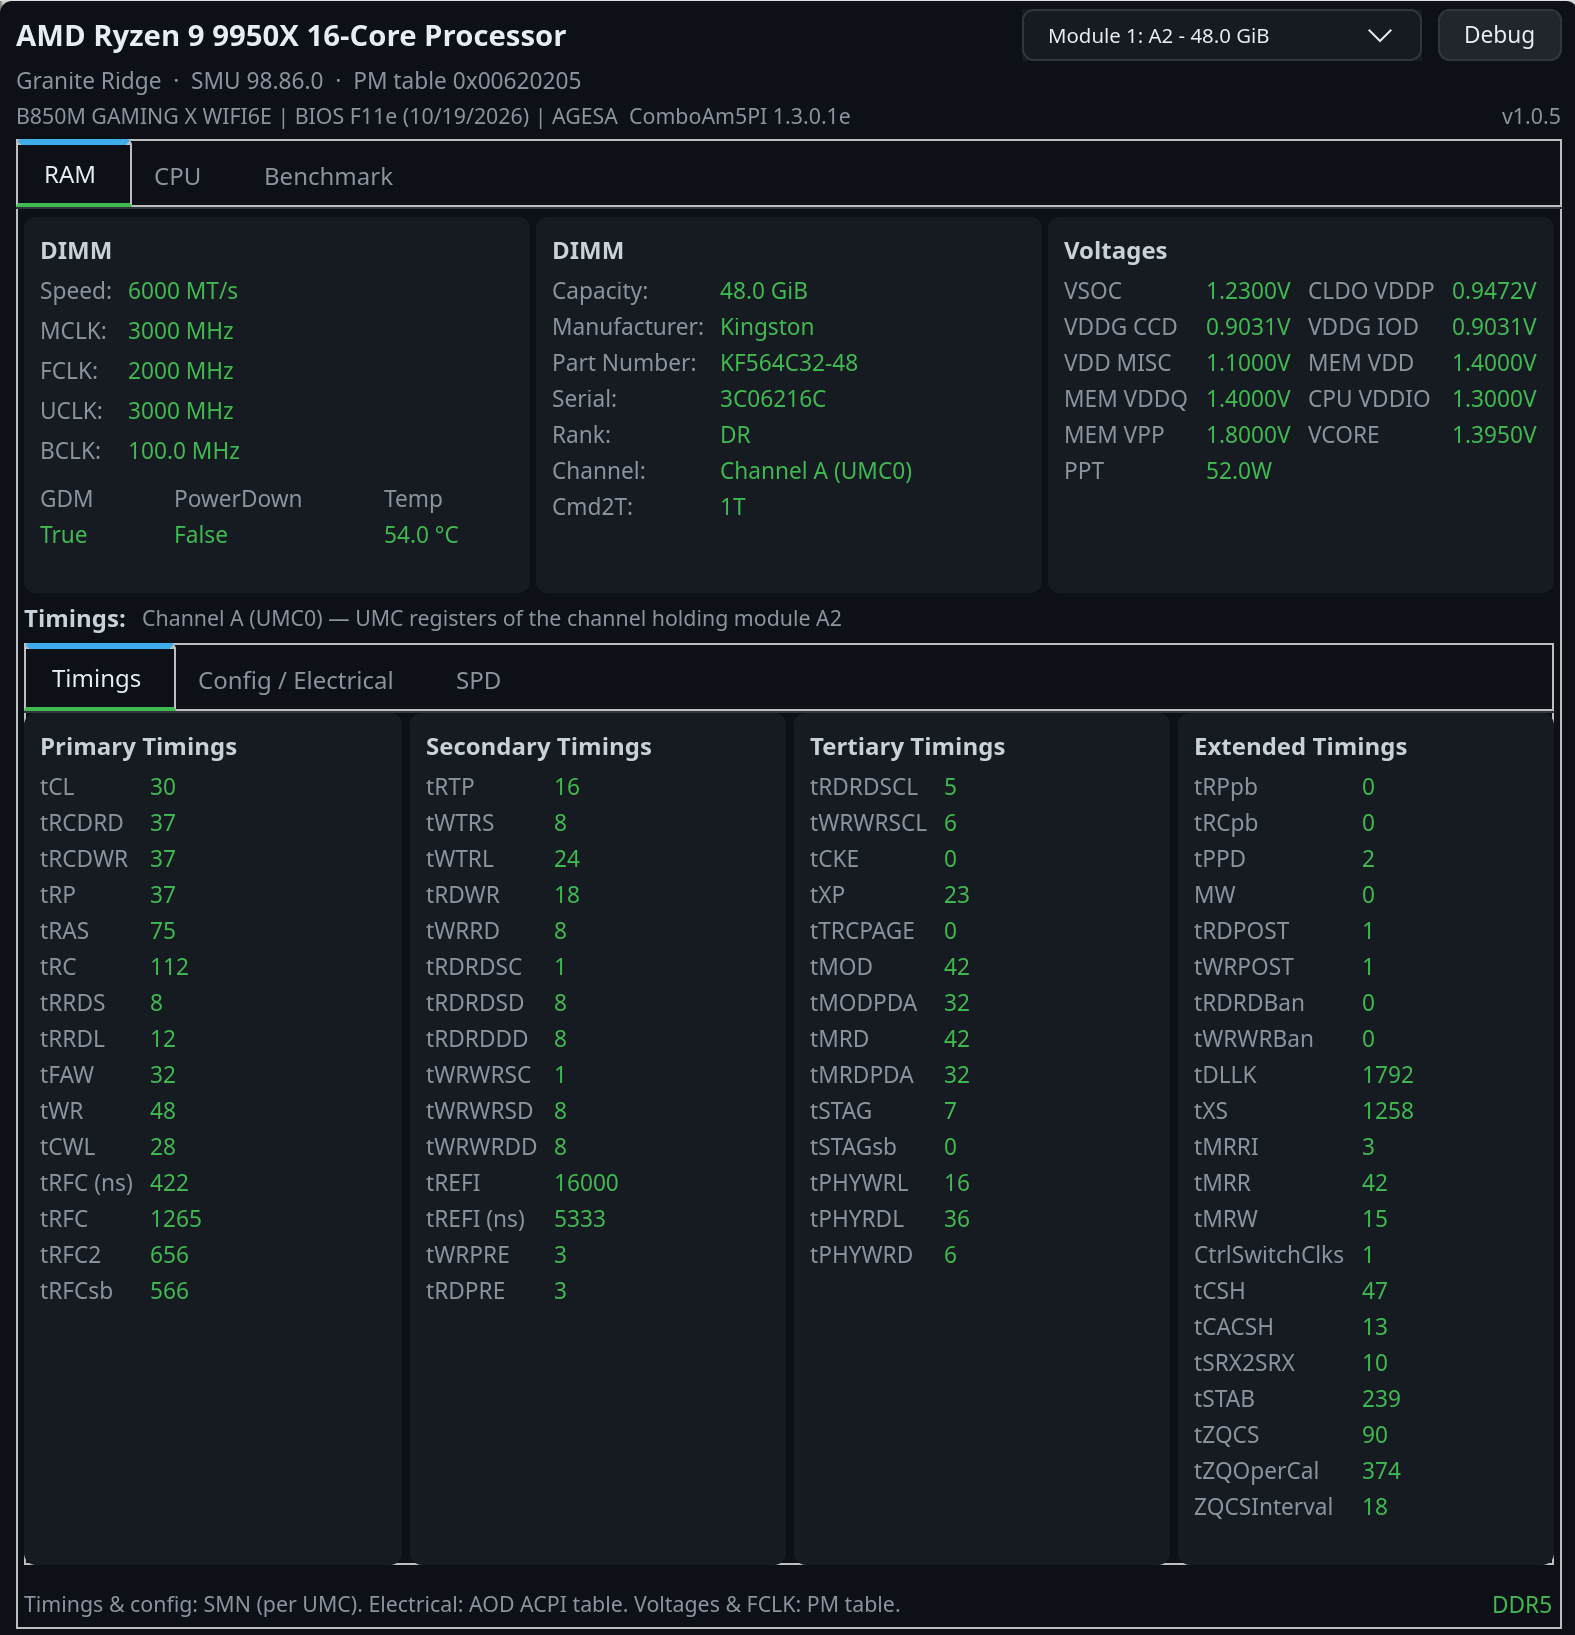 AMD Ryzen 9 9950X 16-Core Processor
Module 1: A2 - 48.0 GiB
Debug
Granite Ridge · SMU 98.86.0 · PM table 0x00620205
B850M GAMING X WIFI6E | BIOS F11e (10/19/2026) | AGESA ComboAm5PI 1.3.0.1e
v1.0.5
RAM CPU Benchmark
DIMM
Speed: 6000 MT/s
MCLK: 3000 MHz
FCLK: 2000 MHz
UCLK: 3000 MHz
BCLK: 100.0 MHz
GDM PowerDown Temp
True False 54.0 °C
DIMM
Capacity: 48.0 GiB
Manufacturer: Kingston
Part Number: KF564C32-48
Serial: 3C06216C
Rank: DR
Channel: Channel A (UMC0)
Cmd2T: 1T
Voltages
VSOC 1.2300V CLDO VDDP 0.9472V
VDDG CCD 0.9031V VDDG IOD 0.9031V
VDD MISC 1.1000V MEM VDD 1.4000V
MEM VDDQ 1.4000V CPU VDDIO 1.3000V
MEM VPP 1.8000V VCORE 1.3950V
PPT 52.0W
Timings: Channel A (UMC0) — UMC registers of the channel holding module A2
Timings Config / Electrical SPD
Primary Timings
tCL 30
tRCDRD 37
tRCDWR 37
tRP 37
tRAS 75
tRC 112
tRRDS 8
tRRDL 12
tFAW 32
tWR 48
tCWL 28
tRFC (ns) 422
tRFC 1265
tRFC2 656
tRFCsb 566
Secondary Timings
tRTP 16
tWTRS 8
tWTRL 24
tRDWR 18
tWRRD 8
tRDRDSC 1
tRDRDSD 8
tRDRDDD 8
tWRWRSC 1
tWRWRSD 8
tWRWRDD 8
tREFI 16000
tREFI (ns) 5333
tWRPRE 3
tRDPRE 3
Tertiary Timings
tRDRDSCL 5
tWRWRSCL 6
tCKE 0
tXP 23
tTRCPAGE 0
tMOD 42
tMODPDA 32
tMRD 42
tMRDPDA 32
tSTAG 7
tSTAGsb 0
tPHYWRL 16
tPHYRDL 36
tPHYWRD 6
Extended Timings
tRPpb 0
tRCpb 0
tPPD 2
MW 0
tRDPOST 1
tWRPOST 1
tRDRDBan 0
tWRWRBan 0
tDLLK 1792
tXS 1258
tMRRI 3
tMRR 42
tMRW 15
CtrlSwitchClks 1
tCSH 47
tCACSH 13
tSRX2SRX 10
tSTAB 239
tZQCS 90
tZQOperCal 374
ZQCSInterval 18
Timings & config: SMN (per UMC). Electrical: AOD ACPI table. Voltages & FCLK: PM table.
DDR5